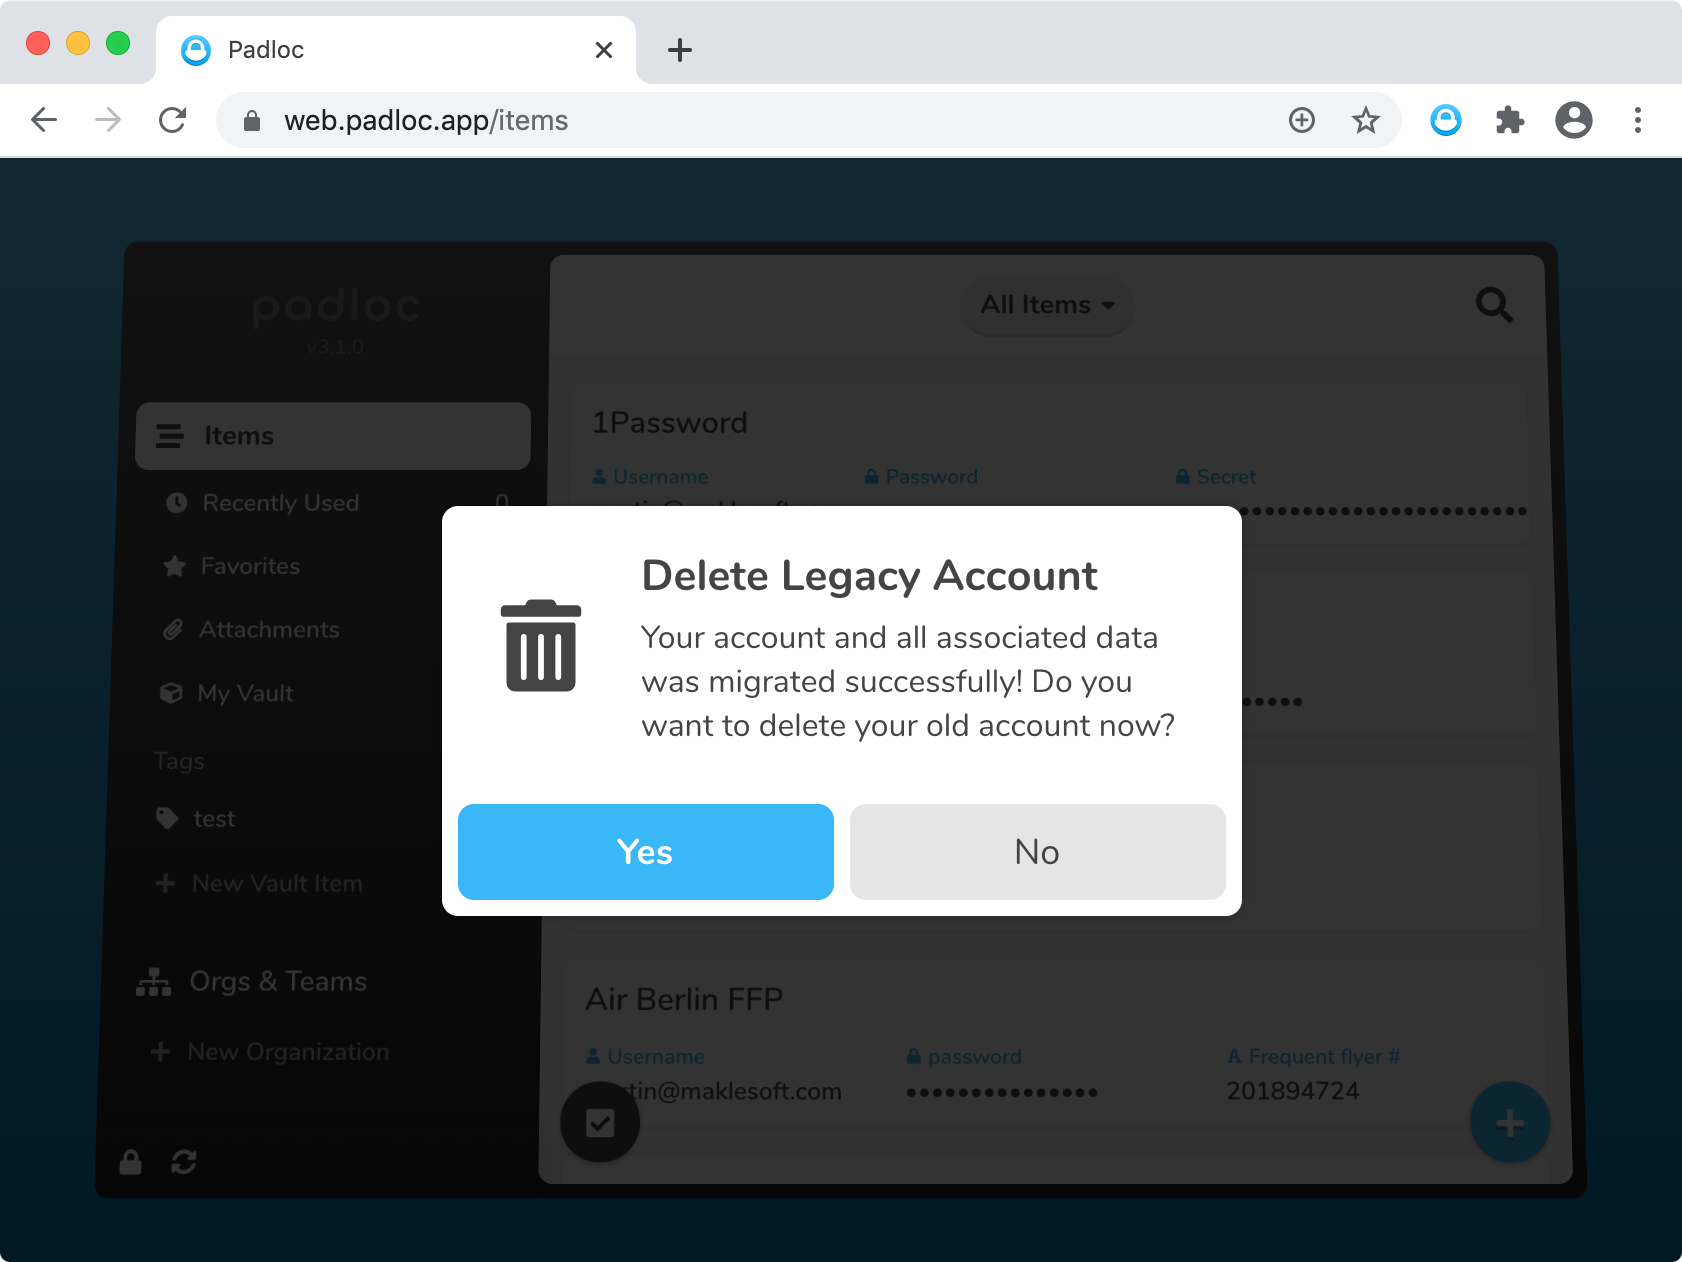 Padloc
web.padloc.app/items
padloc
v3.1.0
Items
Recently Used 0
Favorites
Attachments
My Vault
Tags
test
New Vault Item
Orgs & Teams
New Organization
All Items
1Password
Username Password Secret
••••••••••••••••••••••
•••••
Delete Legacy Account
Your account and all associated data
was migrated successfully! Do you
want to delete your old account now?
Yes No
Air Berlin FFP
Username password Frequent flyer #
tin@maklesoft.com ••••••••••••••• 201894724